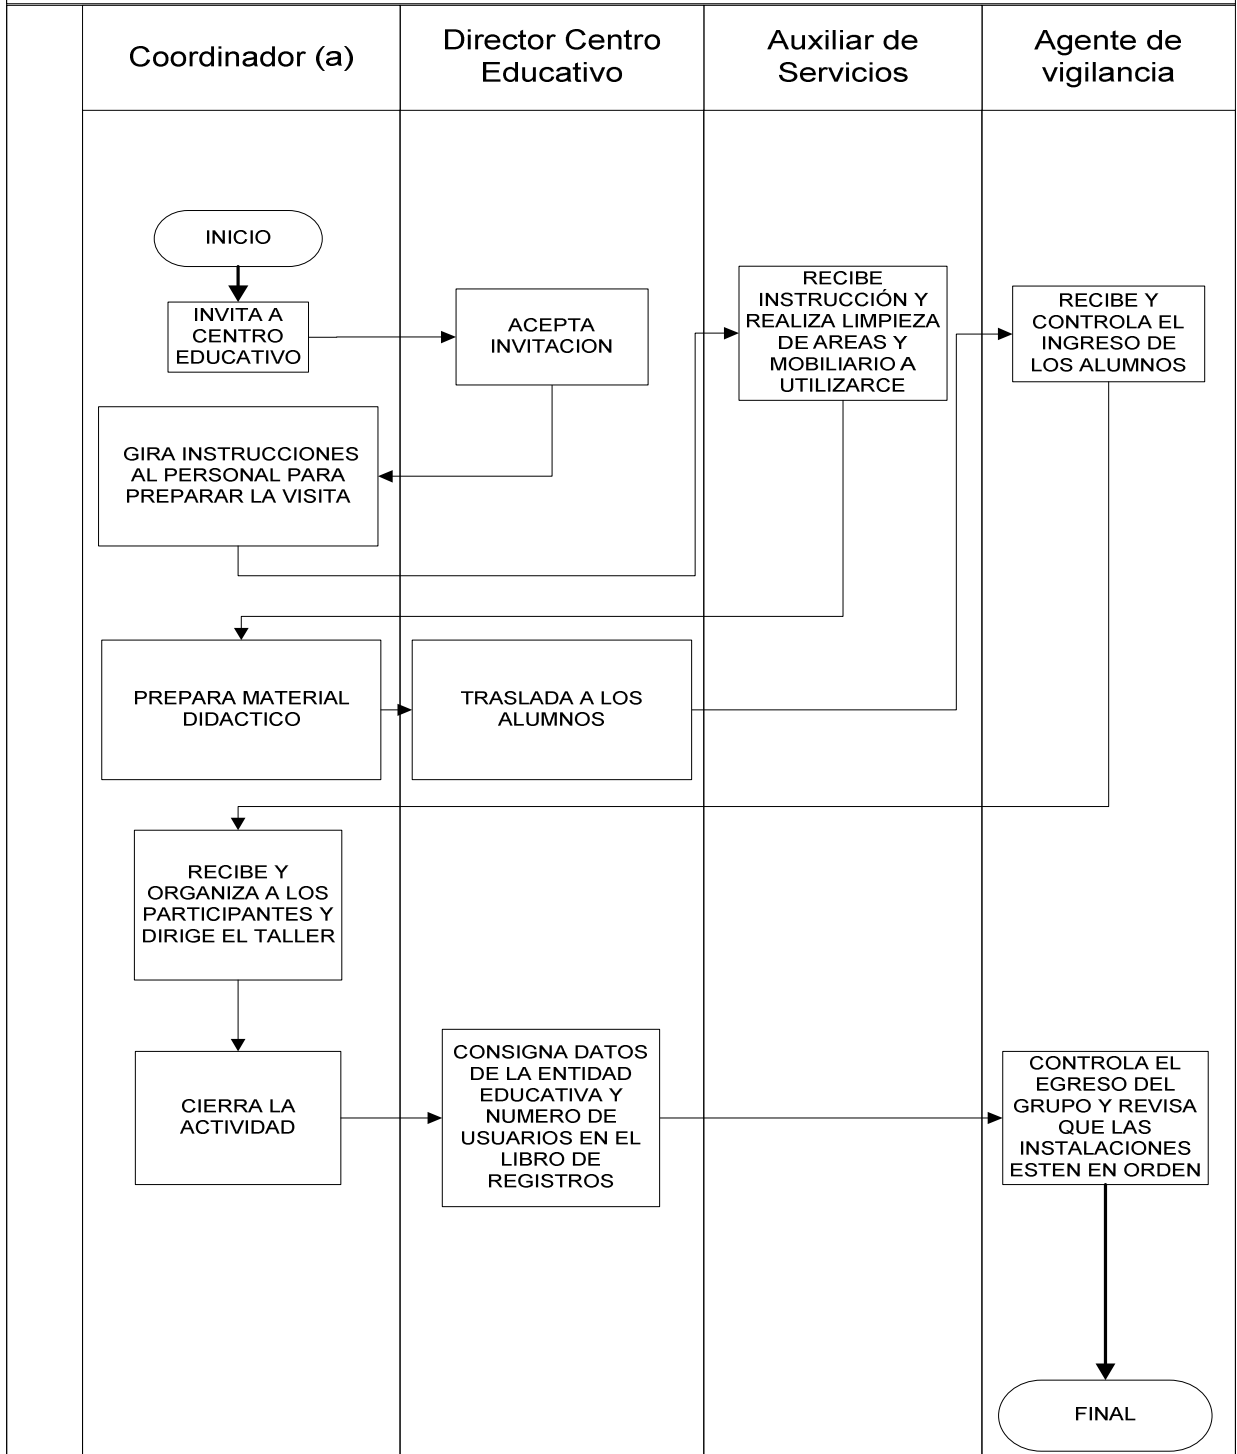 Coordinador (a)
Director Centro
Educativo
Auxiliar de
Servicios
Agente de
vigilancia
INICIO
INVITA A
CENTRO
EDUCATIVO
ACEPTA
INVITACION
RECIBE
INSTRUCCIÓN Y
REALIZA LIMPIEZA
DE AREAS Y
MOBILIARIO A
UTILIZARCE
RECIBE Y
CONTROLA EL
INGRESO DE
LOS ALUMNOS
GIRA INSTRUCCIONES
AL PERSONAL PARA
PREPARAR LA VISITA
PREPARA MATERIAL
DIDACTICO
TRASLADA A LOS
ALUMNOS
RECIBE Y
ORGANIZA A LOS
PARTICIPANTES Y
DIRIGE EL TALLER
CIERRA LA
ACTIVIDAD
CONSIGNA DATOS
DE LA ENTIDAD
EDUCATIVA Y
NUMERO DE
USUARIOS EN EL
LIBRO DE
REGISTROS
CONTROLA EL
EGRESO DEL
GRUPO Y REVISA
QUE LAS
INSTALACIONES
ESTEN EN ORDEN
FINAL